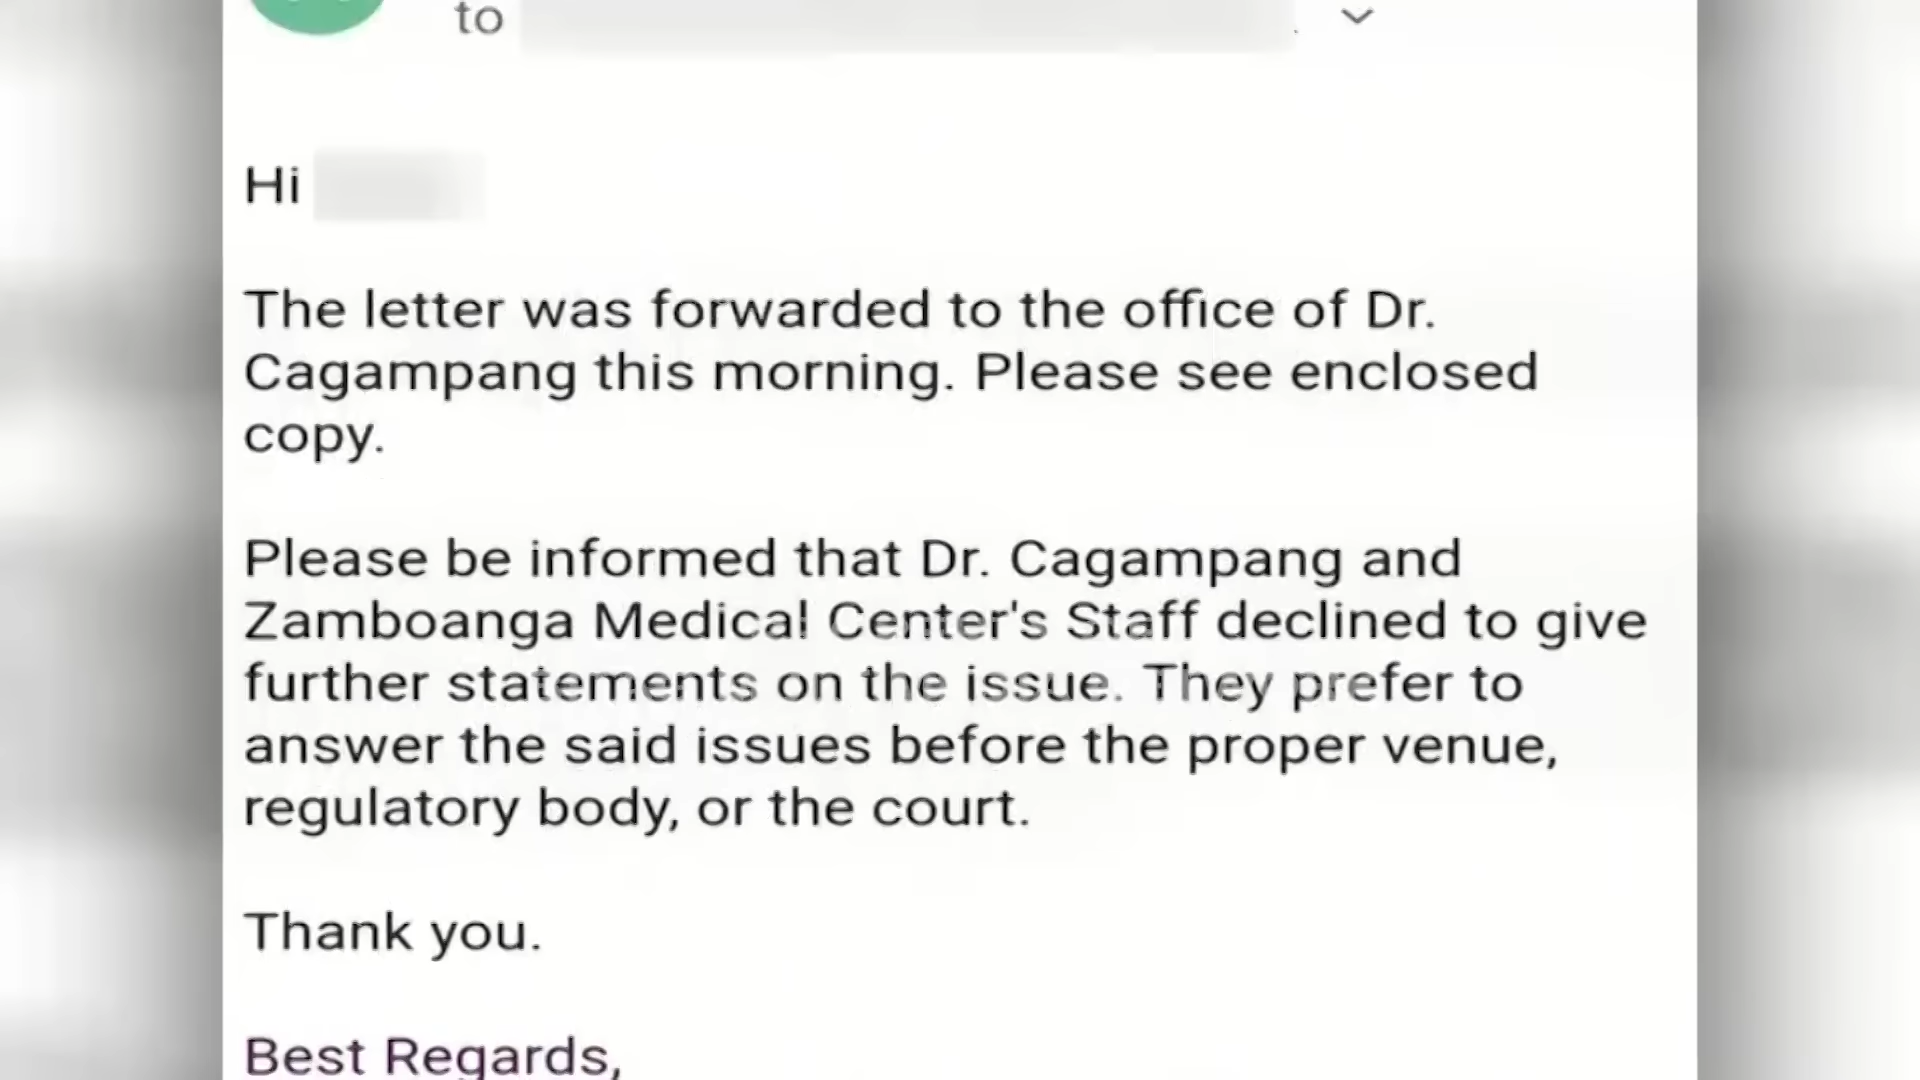 to
Hi
The letter was forwarded to the office of Dr.
Cagampang this morning. Please see enclosed
copy.
Please be informed that Dr. Cagampang and
Zamboanga Medical Center's Staff declined to give
further statements on the issue. They prefer to
answer the said issues before the proper venue,
regulatory body, or the court.
Thank you.
Best Regards,